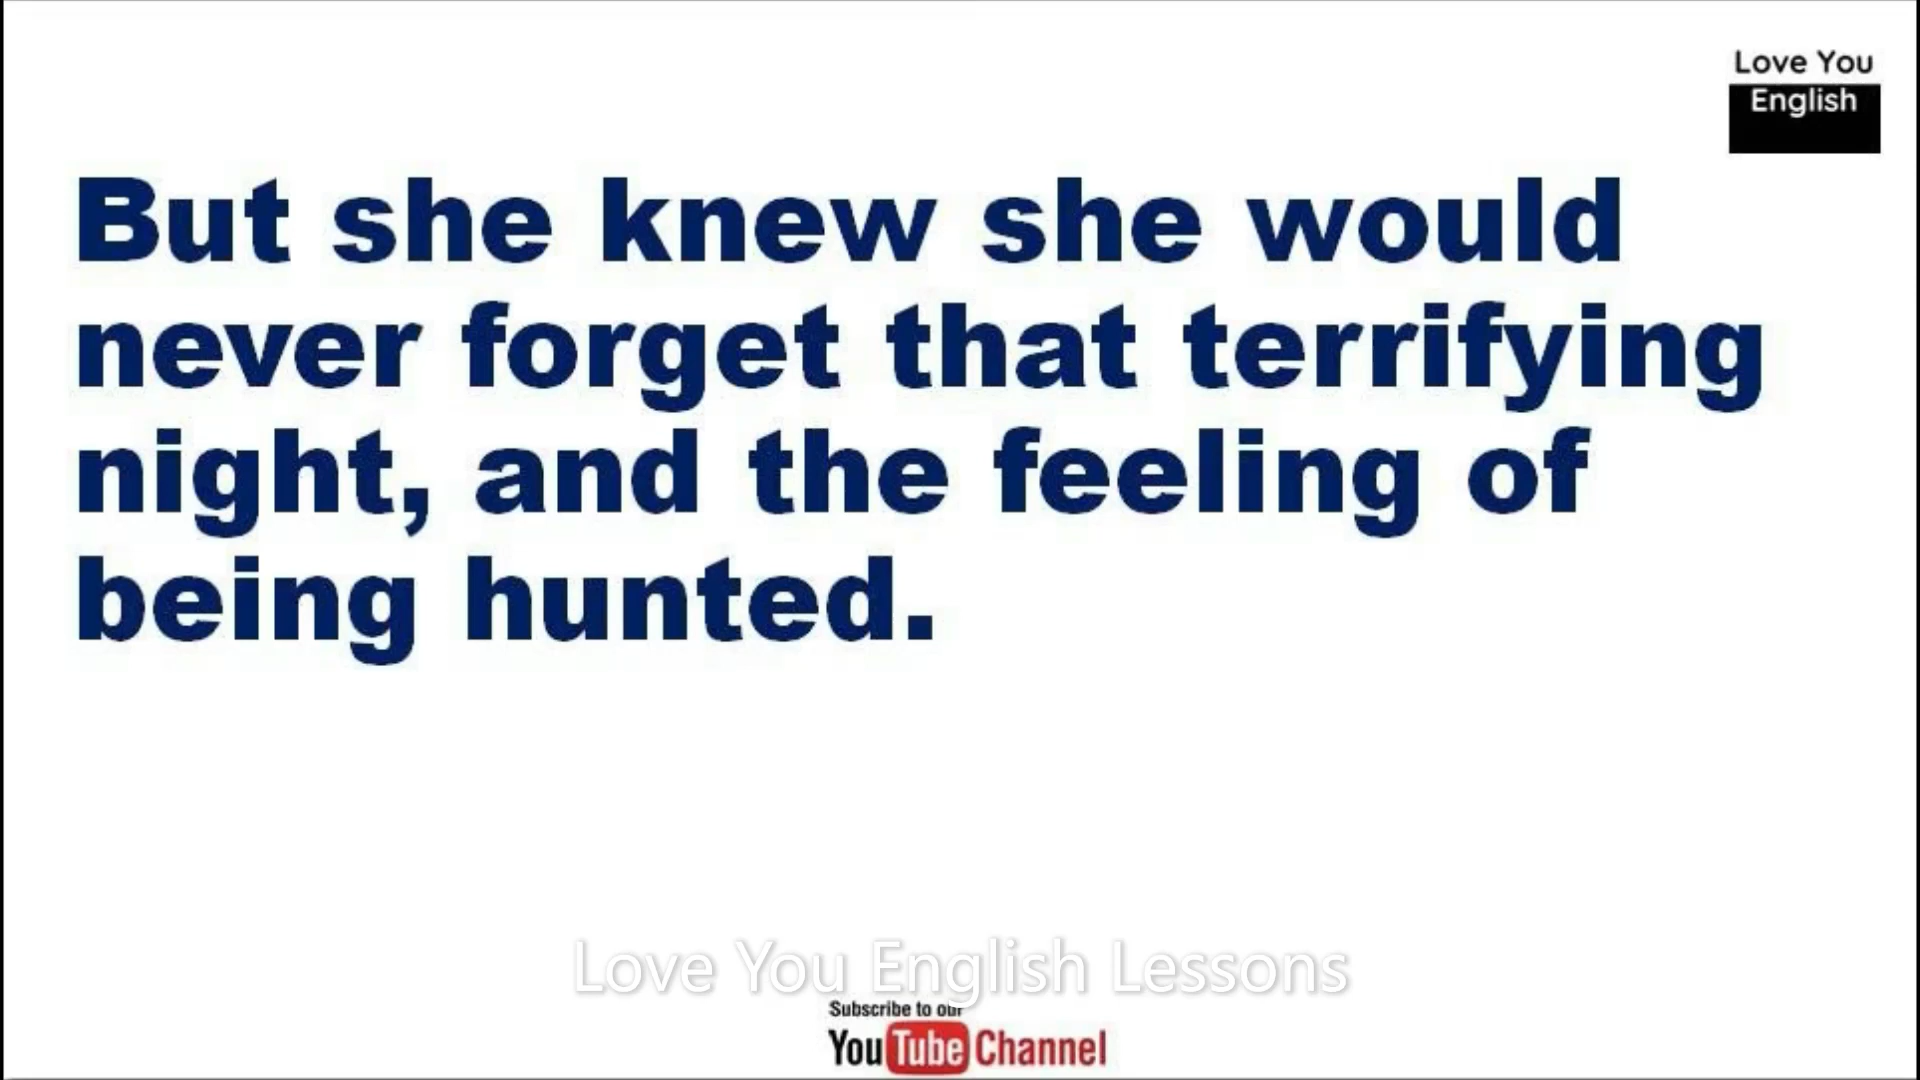 Love You
English
But she knew she would
never forget that terrifying
night, and the feeling of
being hunted.
Love You English Lessons
Subscribe to our
YouTube Channel